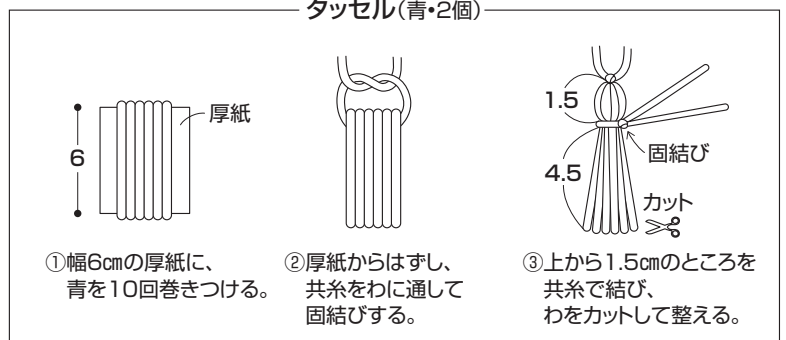 タッセル(青・2個)
厚紙
6
①幅6㎝の厚紙に、
青を10回巻きつける。
②厚紙からはずし、
共糸をわに通して
固結びする。
1.5
固結び
4.5
カット
③上から1.5㎝のところを
共糸で結び、
わをカットして整える。